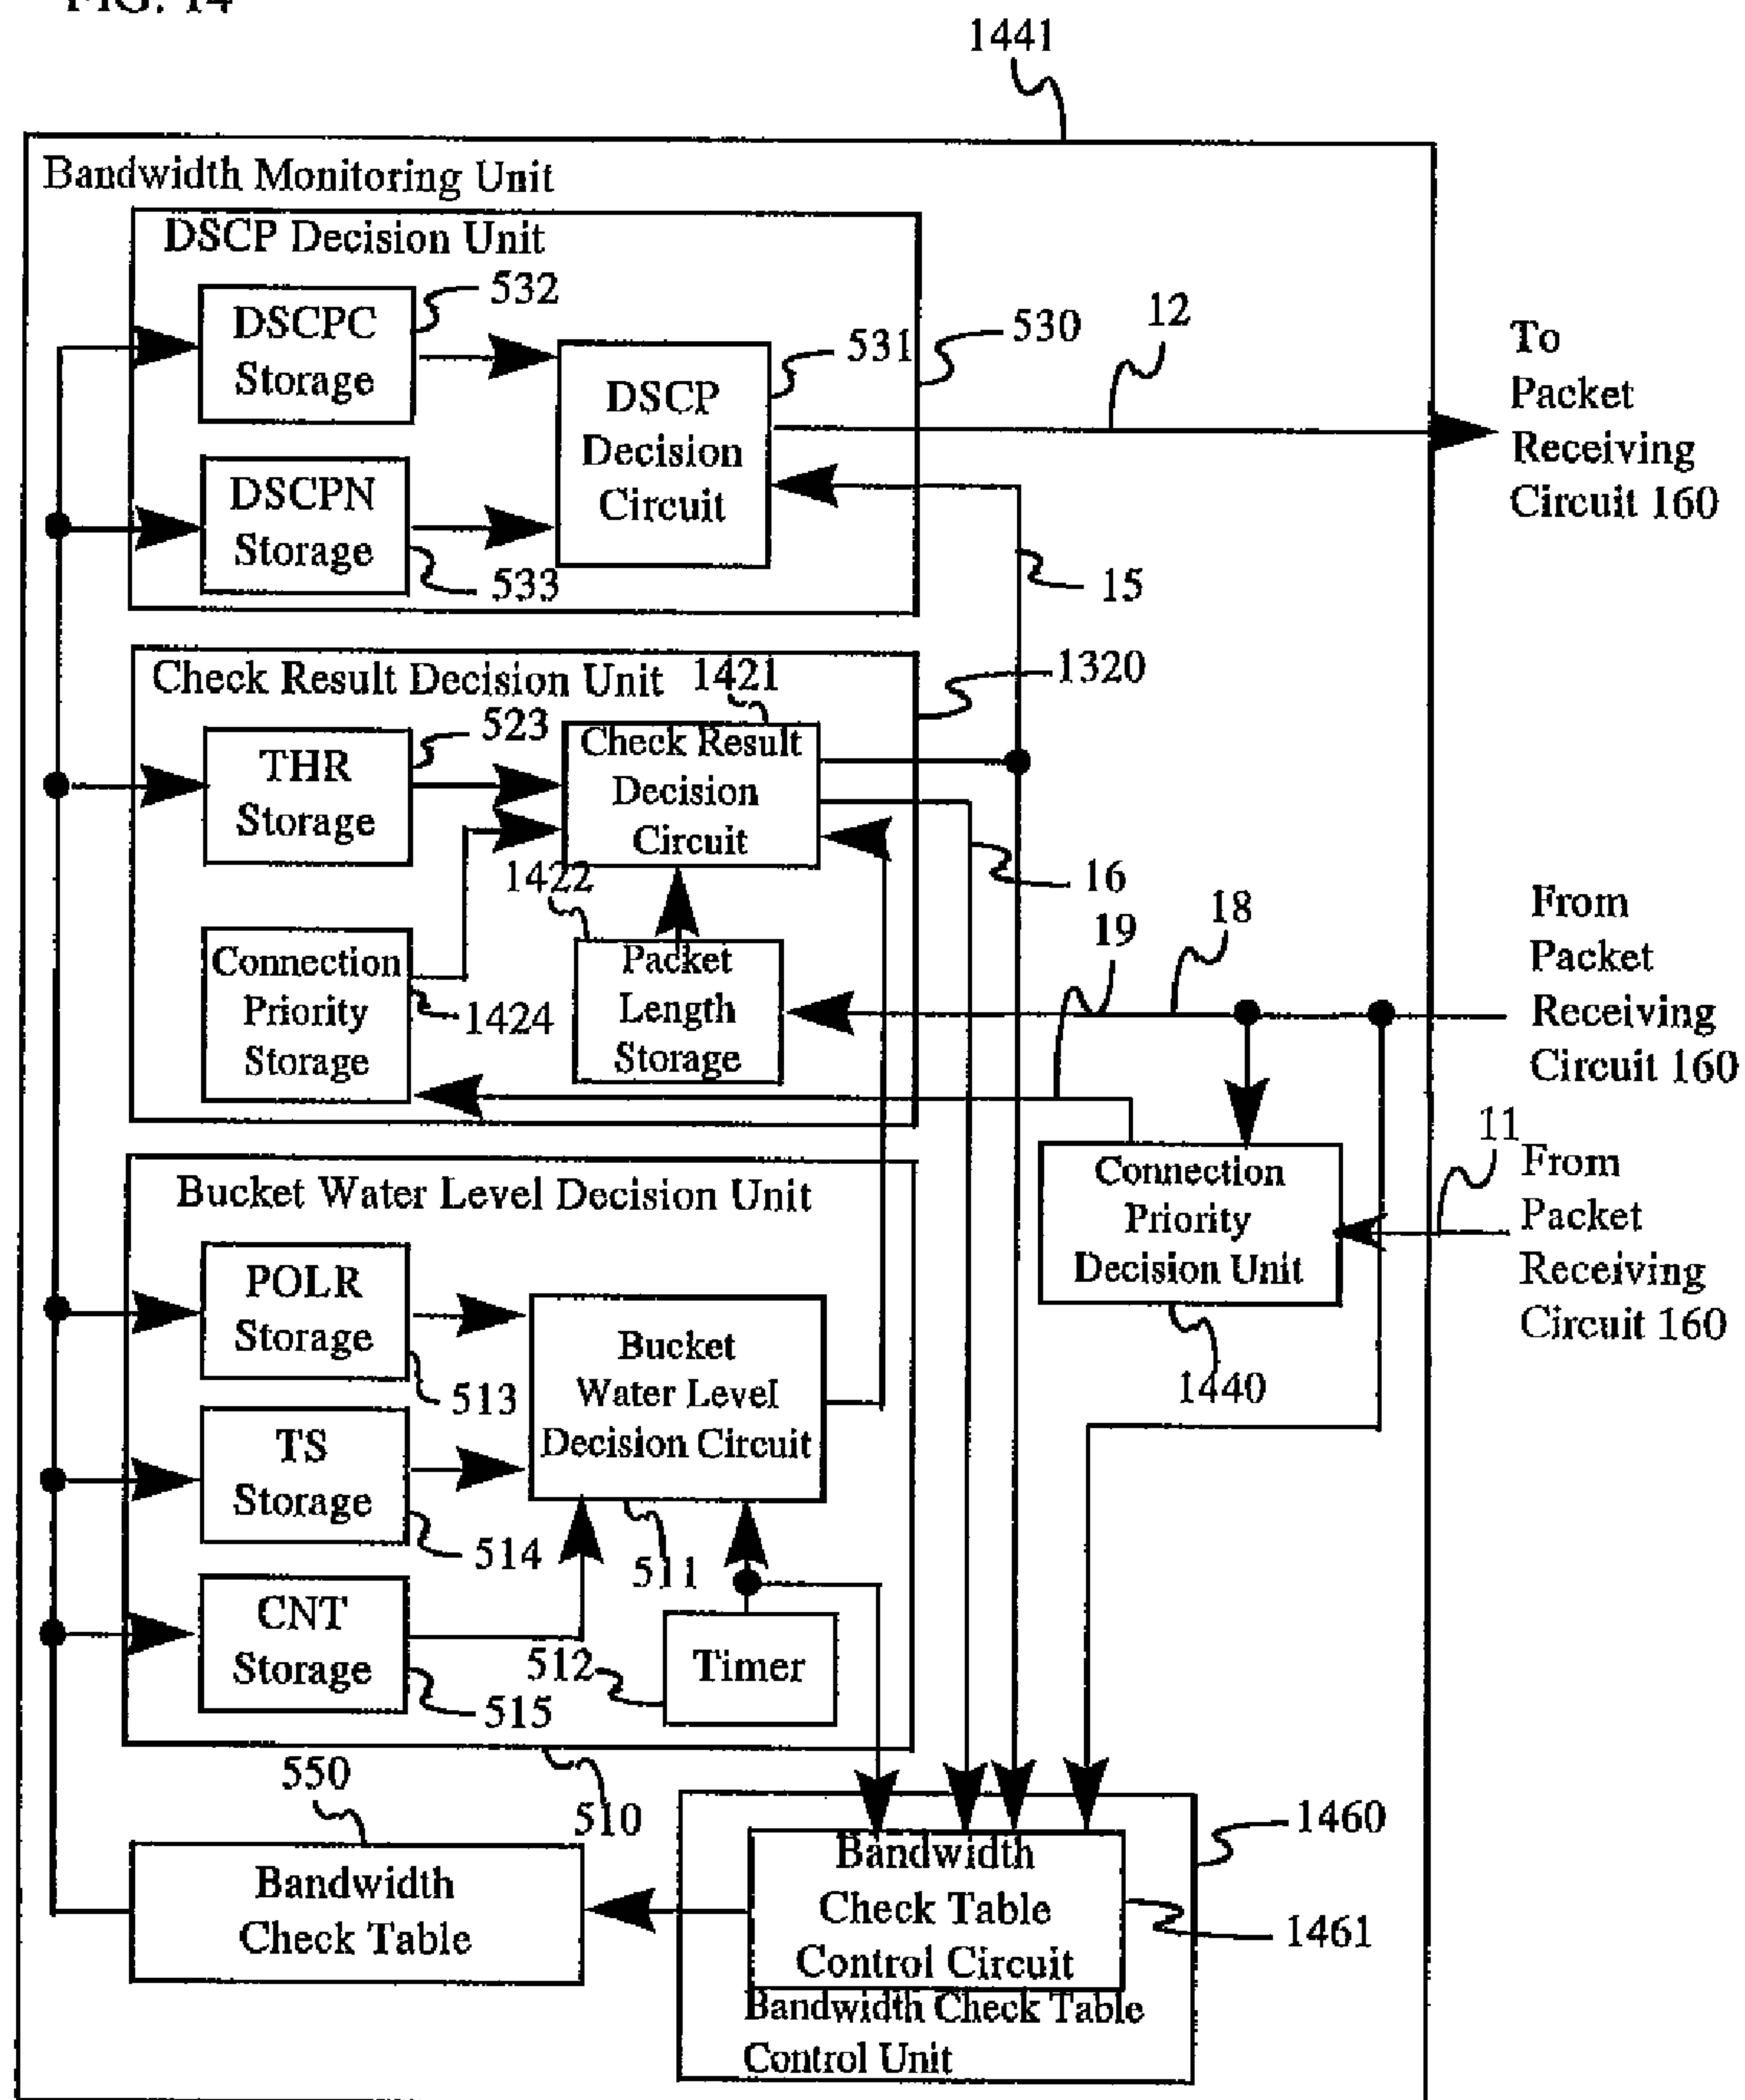 FIG. 14
1441
Bandwidth Monitoring Unit
DSCP Decision Unit
532
DSCPC
Storage
531
530
12
DSCP
Decision
Circuit
To
Packet
Receiving
Circuit 160
DSCPN
Storage
533
15
Check Result Decision Unit
1421
1320
523
THR
Storage
Check Result
Decision
Circuit
1422
16
19
18
From
Packet
Receiving
Circuit 160
Connection
Priority
Storage
1424
Packet
Length
Storage
11
From
Packet
Receiving
Circuit 160
Connection
Priority
Decision Unit
1440
Bucket Water Level Decision Unit
POLR
Storage
513
Bucket
Water Level
Decision Circuit
TS
Storage
514
511
CNT
Storage
515
512
Timer
550
510
Bandwidth
Check Table
1460
Bandwidth
Check Table
Control Circuit
1461
Bandwidth Check Table
Control Unit